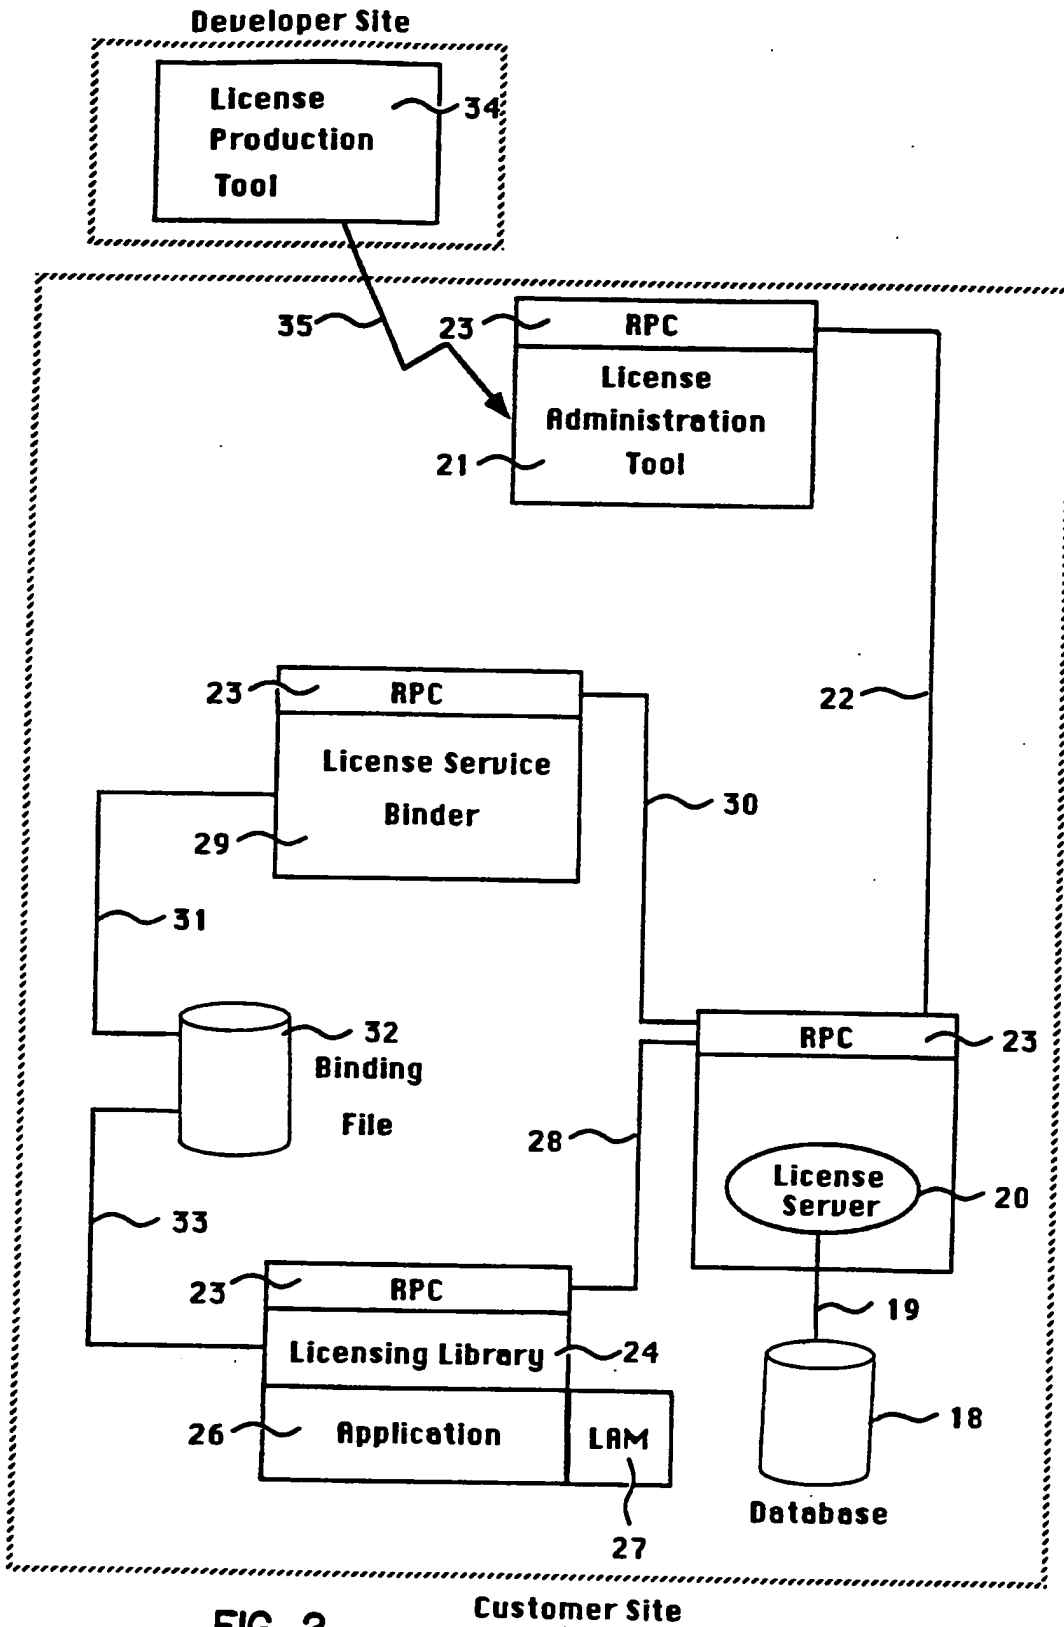 Developer Site
License
Production
Tool
34
35
23
RPC
License
Administration
Tool
21
22
23
RPC
License Service
Binder
29
30
31
32
Binding
File
33
RPC
23
28
License
Server
20
19
18
Database
23
RPC
Licensing Library
24
26
Application
LAM
27
Customer Site